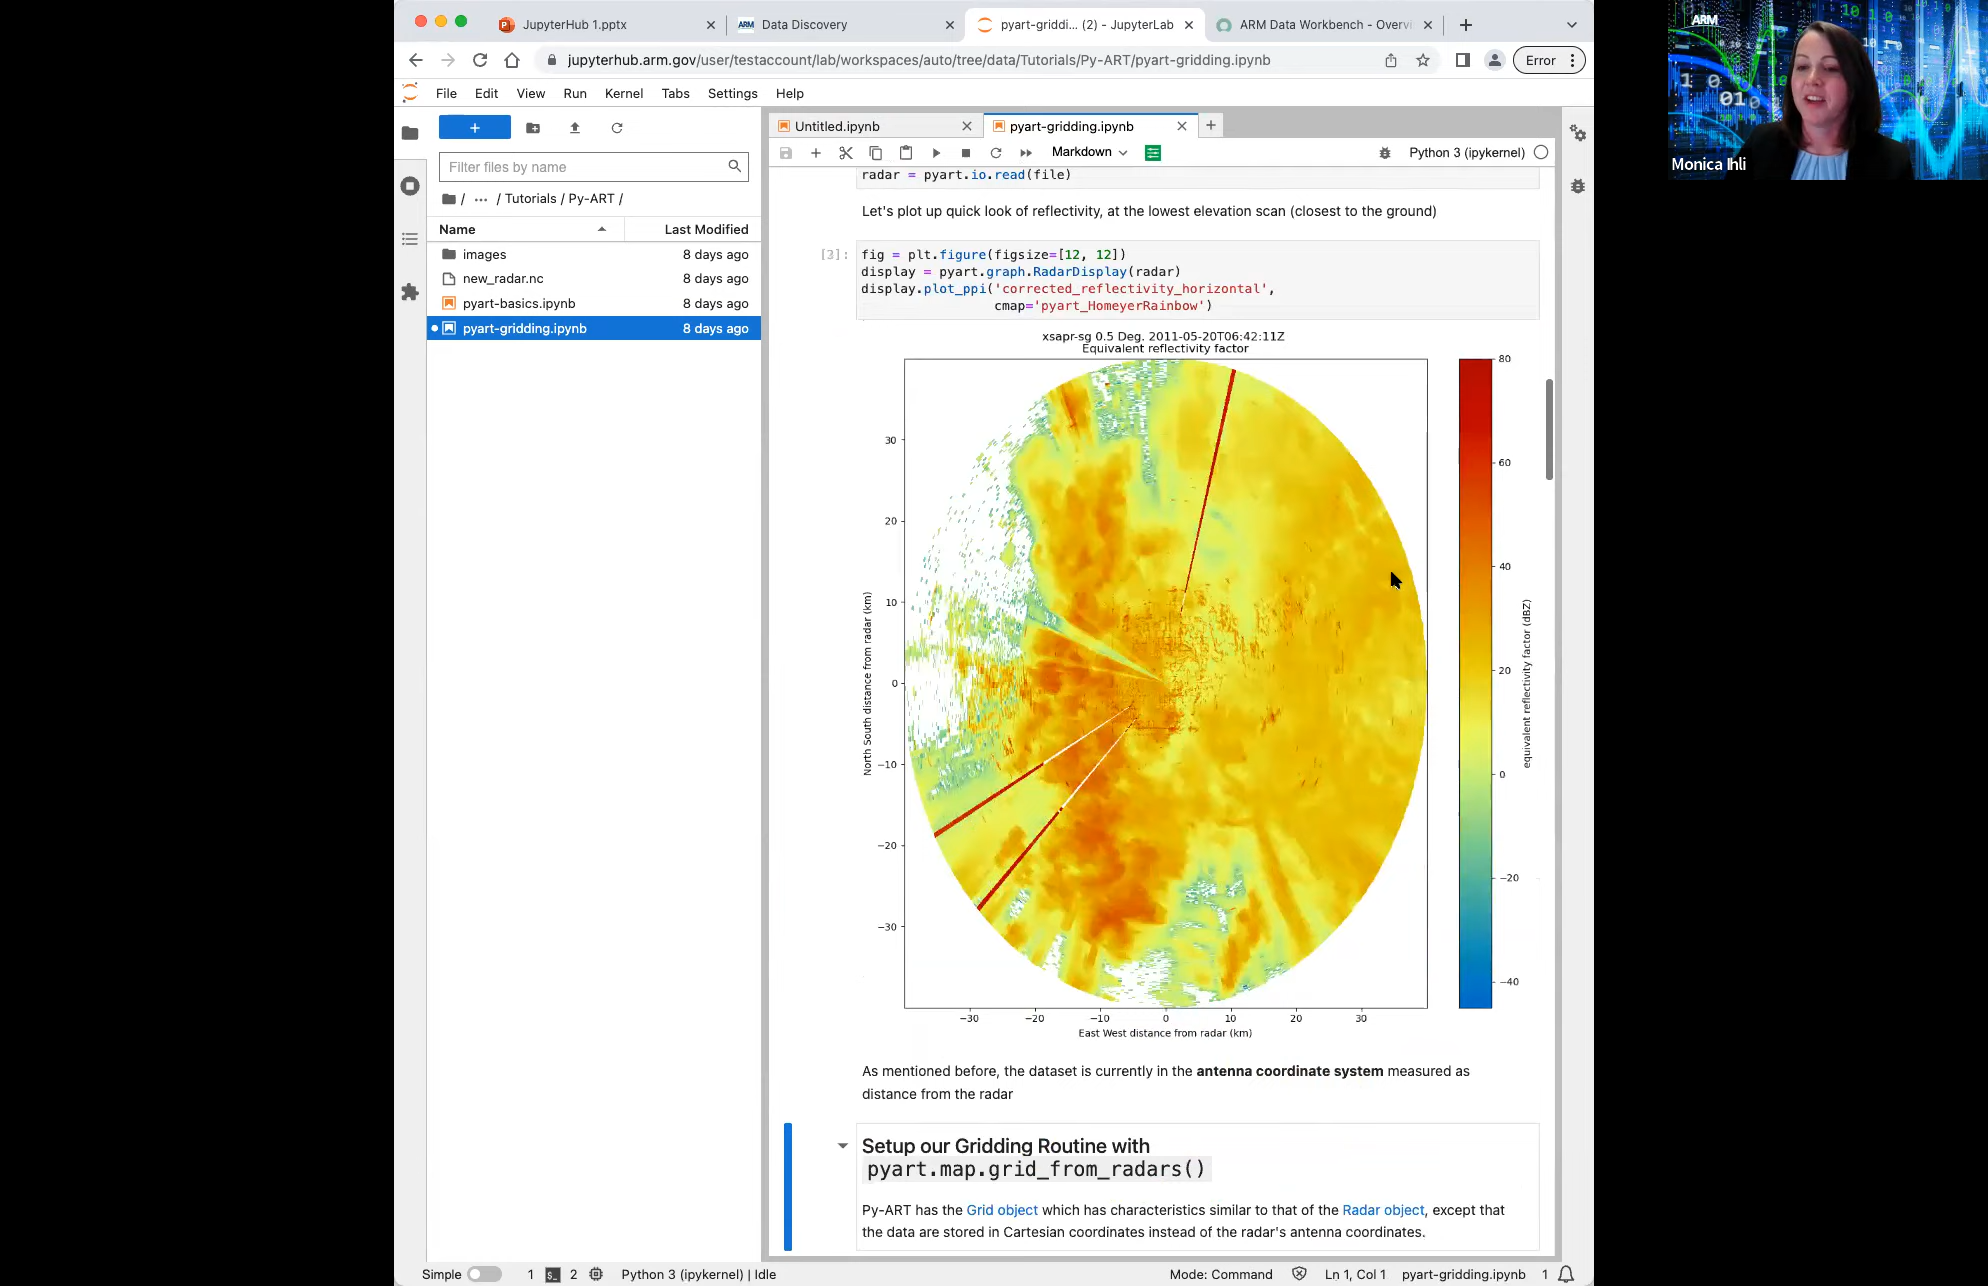 JupyterHub 1.pptx
ARM Data Discovery
pyart-griddi... (2) - JupyterLab
ARM Data Workbench - Overvi
jupyterhub.arm.gov/user/testaccount/lab/workspaces/auto/tree/data/Tutorials/Py-ART/pyart-gridding.ipynb
Error
File Edit View Run Kernel Tabs Settings Help
Filter files by name
/ ... / Tutorials / Py-ART /
Name Last Modified
images 8 days ago
new_radar.nc 8 days ago
pyart-basics.ipynb 8 days ago
pyart-gridding.ipynb 8 days ago
Untitled.ipynb
pyart-gridding.ipynb
Markdown
Python 3 (ipykernel)
radar = pyart.io.read(file)
Let's plot up quick look of reflectivity, at the lowest elevation scan (closest to the ground)
[3]: fig = plt.figure(figsize=[12, 12])
display = pyart.graph.RadarDisplay(radar)
display.plot_ppi('corrected_reflectivity_horizontal',
cmap='pyart_HomeyerRainbow')
xsapr-sg 0.5 Deg. 2011-05-20T06:42:11Z
Equivalent reflectivity factor
North South distance from radar (km)
30
20
10
0
−10
−20
−30
−30 −20 −10 0 10 20 30
East West distance from radar (km)
80
60
40
20
0
−20
−40
equivalent reflectivity factor (dBZ)
As mentioned before, the dataset is currently in the antenna coordinate system measured as
distance from the radar
Setup our Gridding Routine with
pyart.map.grid_from_radars()
Py-ART has the Grid object which has characteristics similar to that of the Radar object, except that
the data are stored in Cartesian coordinates instead of the radar's antenna coordinates.
Simple 1 $_ 2 Python 3 (ipykernel) | Idle
Mode: Command Ln 1, Col 1 pyart-gridding.ipynb 1
ARM
Monica Ihli